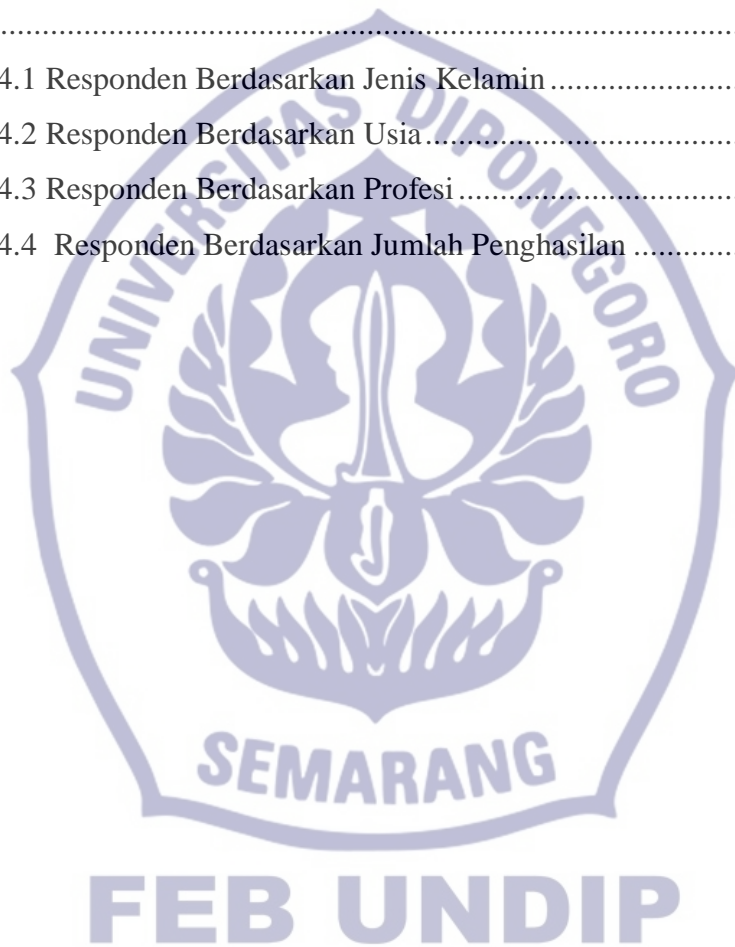 ................................................................................
4.1 Responden Berdasarkan Jenis Kelamin .......................
4.2 Responden Berdasarkan Usia.......................................
4.3 Responden Berdasarkan Profesi ...................................
4.4 Responden Berdasarkan Jumlah Penghasilan .............
UNIVERSITAS DIPONEGORO
SEMARANG
FEB UNDIP